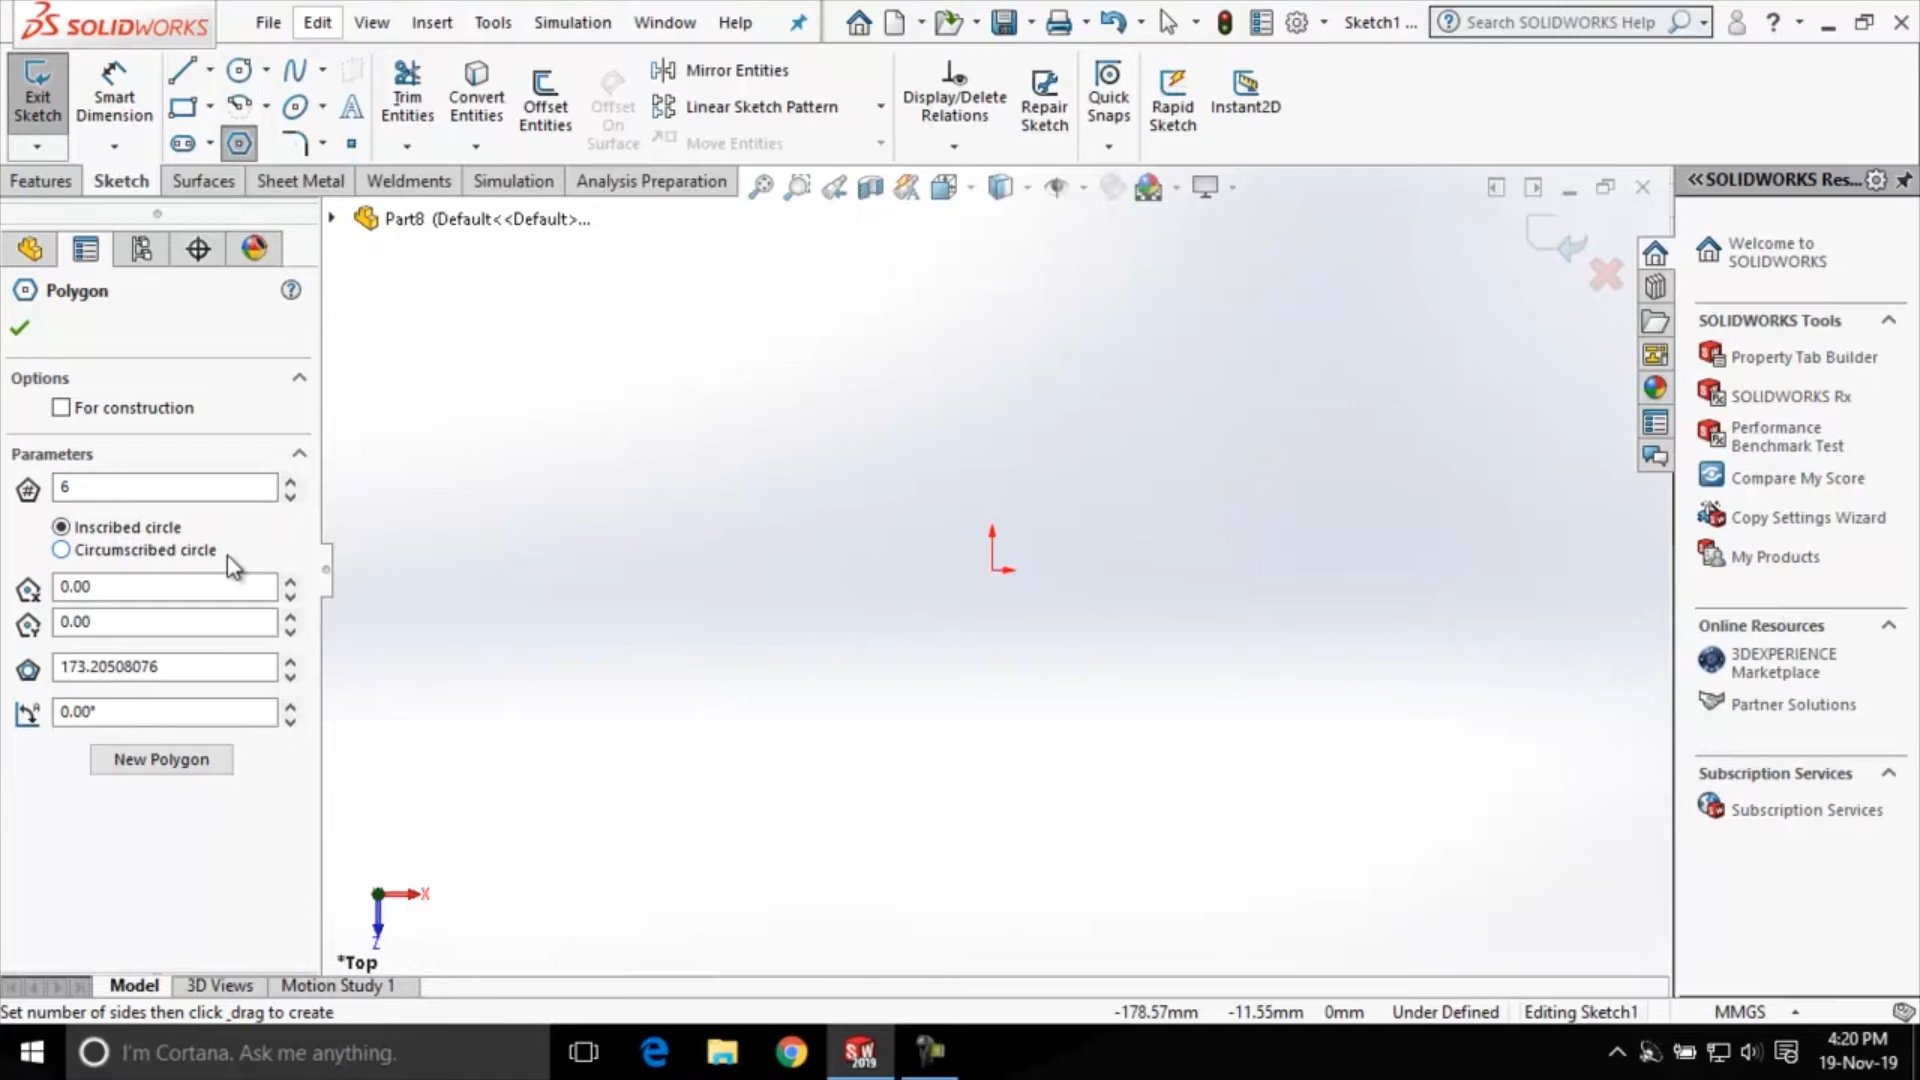 SOLIDWORKS File Edit View Insert Tools Simulation Window Help Sketch1 ... Search SOLIDWORKS Help
Exit Sketch
Smart Dimension
Trim Entities
Convert Entities
Offset Entities
Offset On Surface
Mirror Entities
Linear Sketch Pattern
Move Entities
Display/Delete Relations
Repair Sketch
Quick Snaps
Rapid Sketch
Instant2D
Features Sketch Surfaces Sheet Metal Weldments Simulation Analysis Preparation
Part8 (Default<<Default>...
Polygon
Options
For construction
Parameters
6
Inscribed circle
Circumscribed circle
0.00
0.00
173.20508076
0.00°
New Polygon
X
Z
*Top
SOLIDWORKS Res...
Welcome to
SOLIDWORKS
SOLIDWORKS Tools
Property Tab Builder
SOLIDWORKS Rx
Performance
Benchmark Test
Compare My Score
Copy Settings Wizard
My Products
Online Resources
3DEXPERIENCE
Marketplace
Partner Solutions
Subscription Services
Subscription Services
Model 3D Views Motion Study 1
Set number of sides then click _drag to create -178.57mm -11.55mm 0mm Under Defined Editing Sketch1 MMGS
I'm Cortana. Ask me anything.
SW 2019
4:20 PM
19-Nov-19